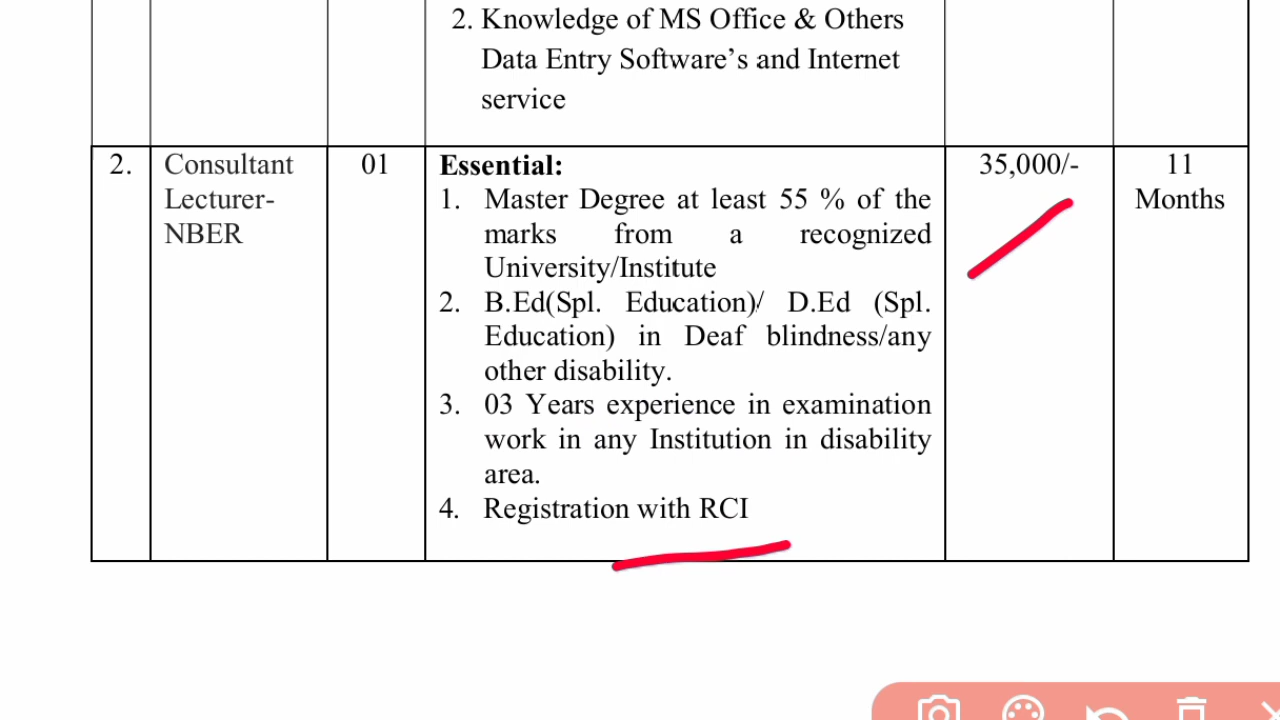 2. Knowledge of MS Office & Others
Data Entry Software's and Internet
service
2. Consultant Lecturer-NBER 01 Essential: 35,000/- 11 Months
1. Master Degree at least 55 % of the
marks from a recognized
University/Institute
2. B.Ed(Spl. Education)/ D.Ed (Spl.
Education) in Deaf blindness/any
other disability.
3. 03 Years experience in examination
work in any Institution in disability
area.
4. Registration with RCI